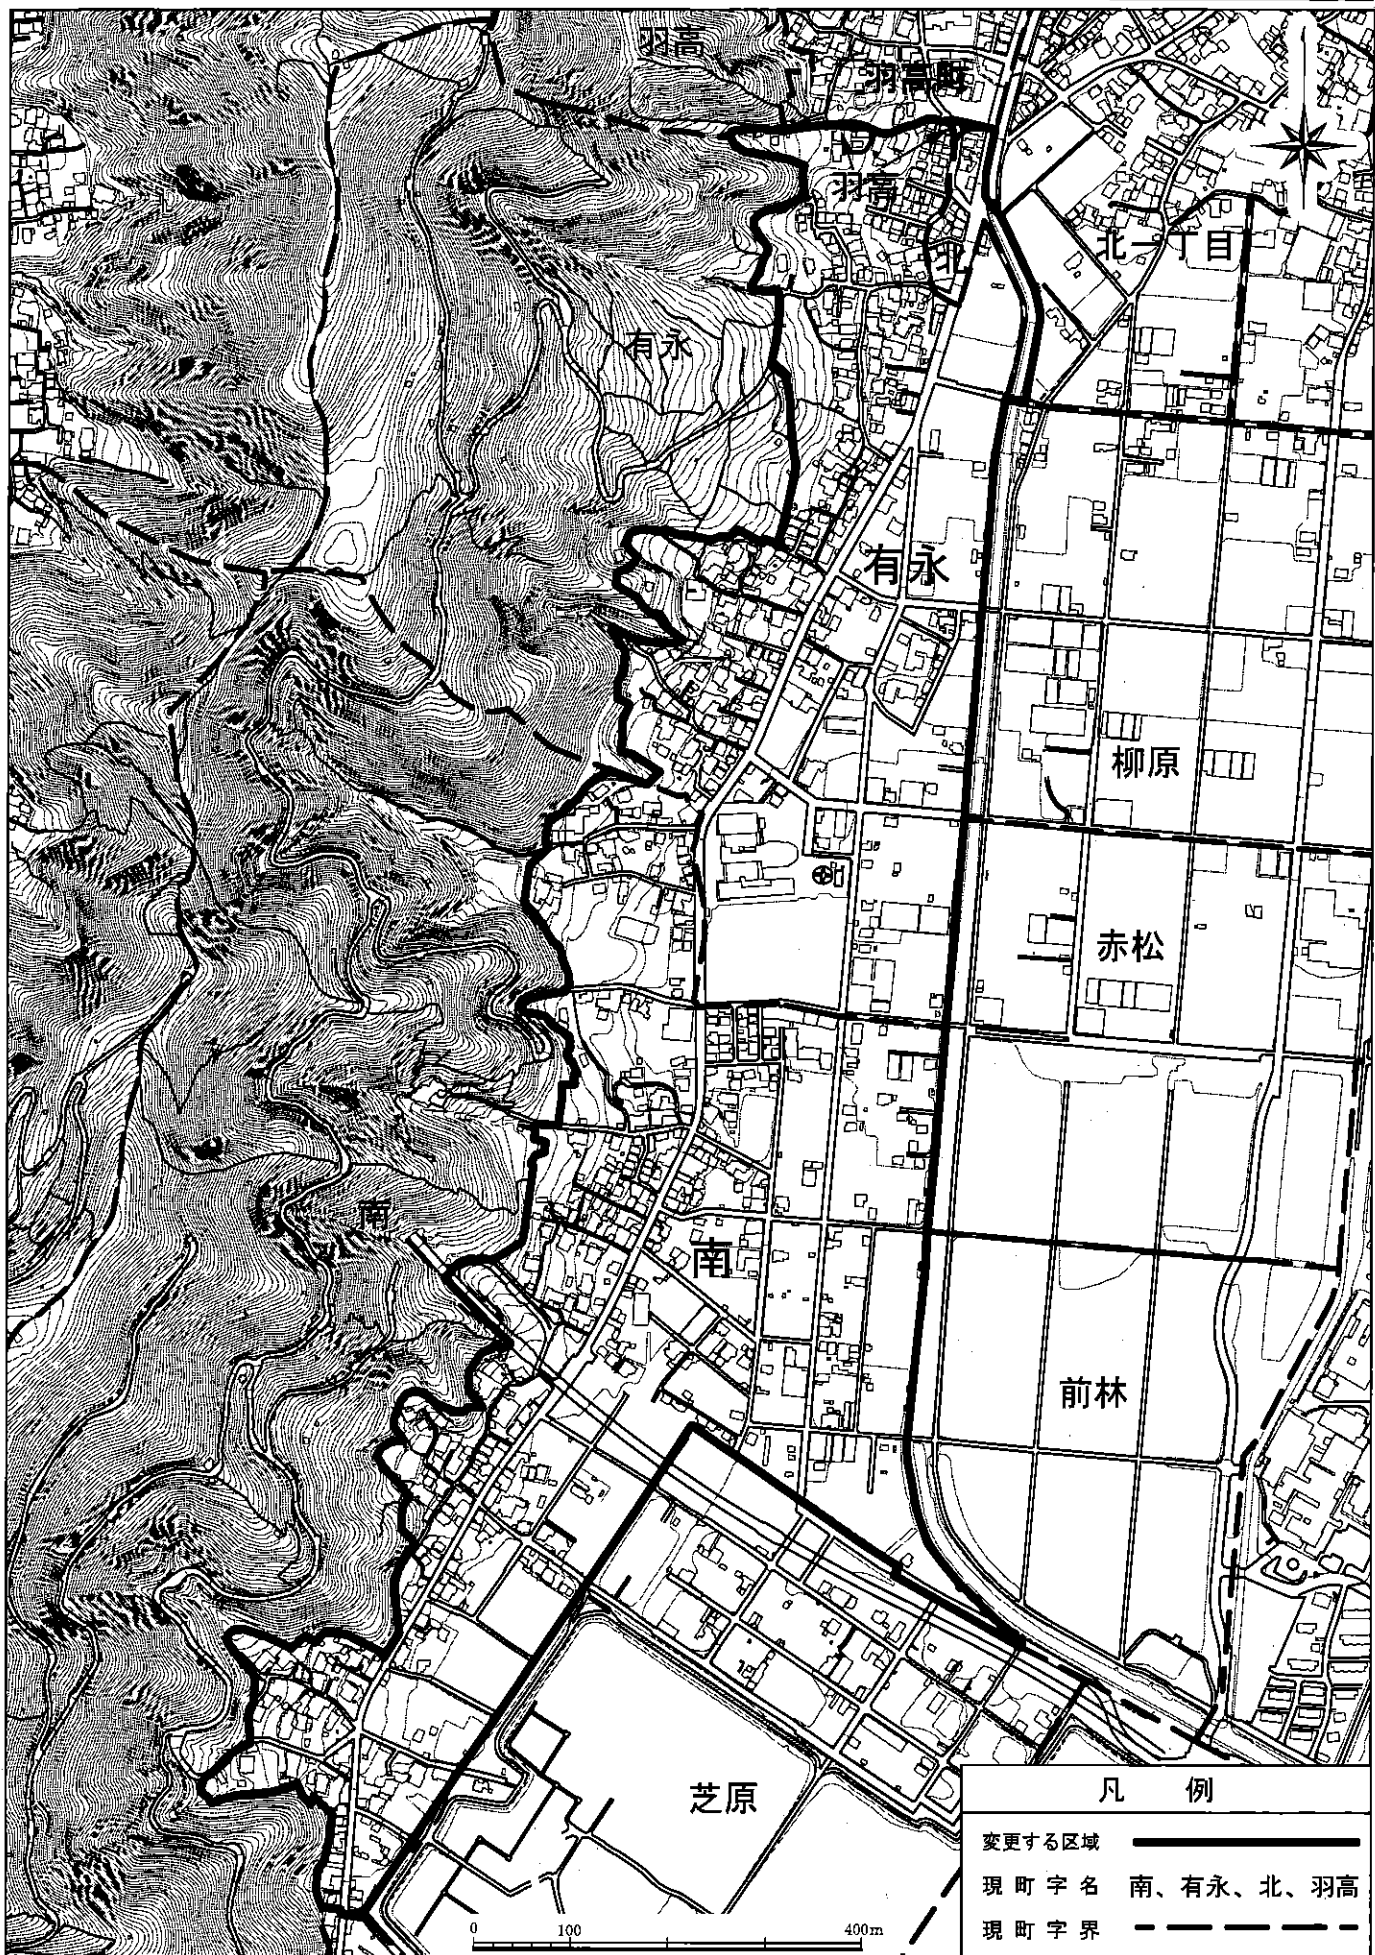 羽高
羽高町
羽高
北
北一丁目
有永
有永
柳原
赤松
南
南
前林
芝原
凡 例
変更する区域
現町字名 南、有永、北、羽高
現町字界
0 100 400m